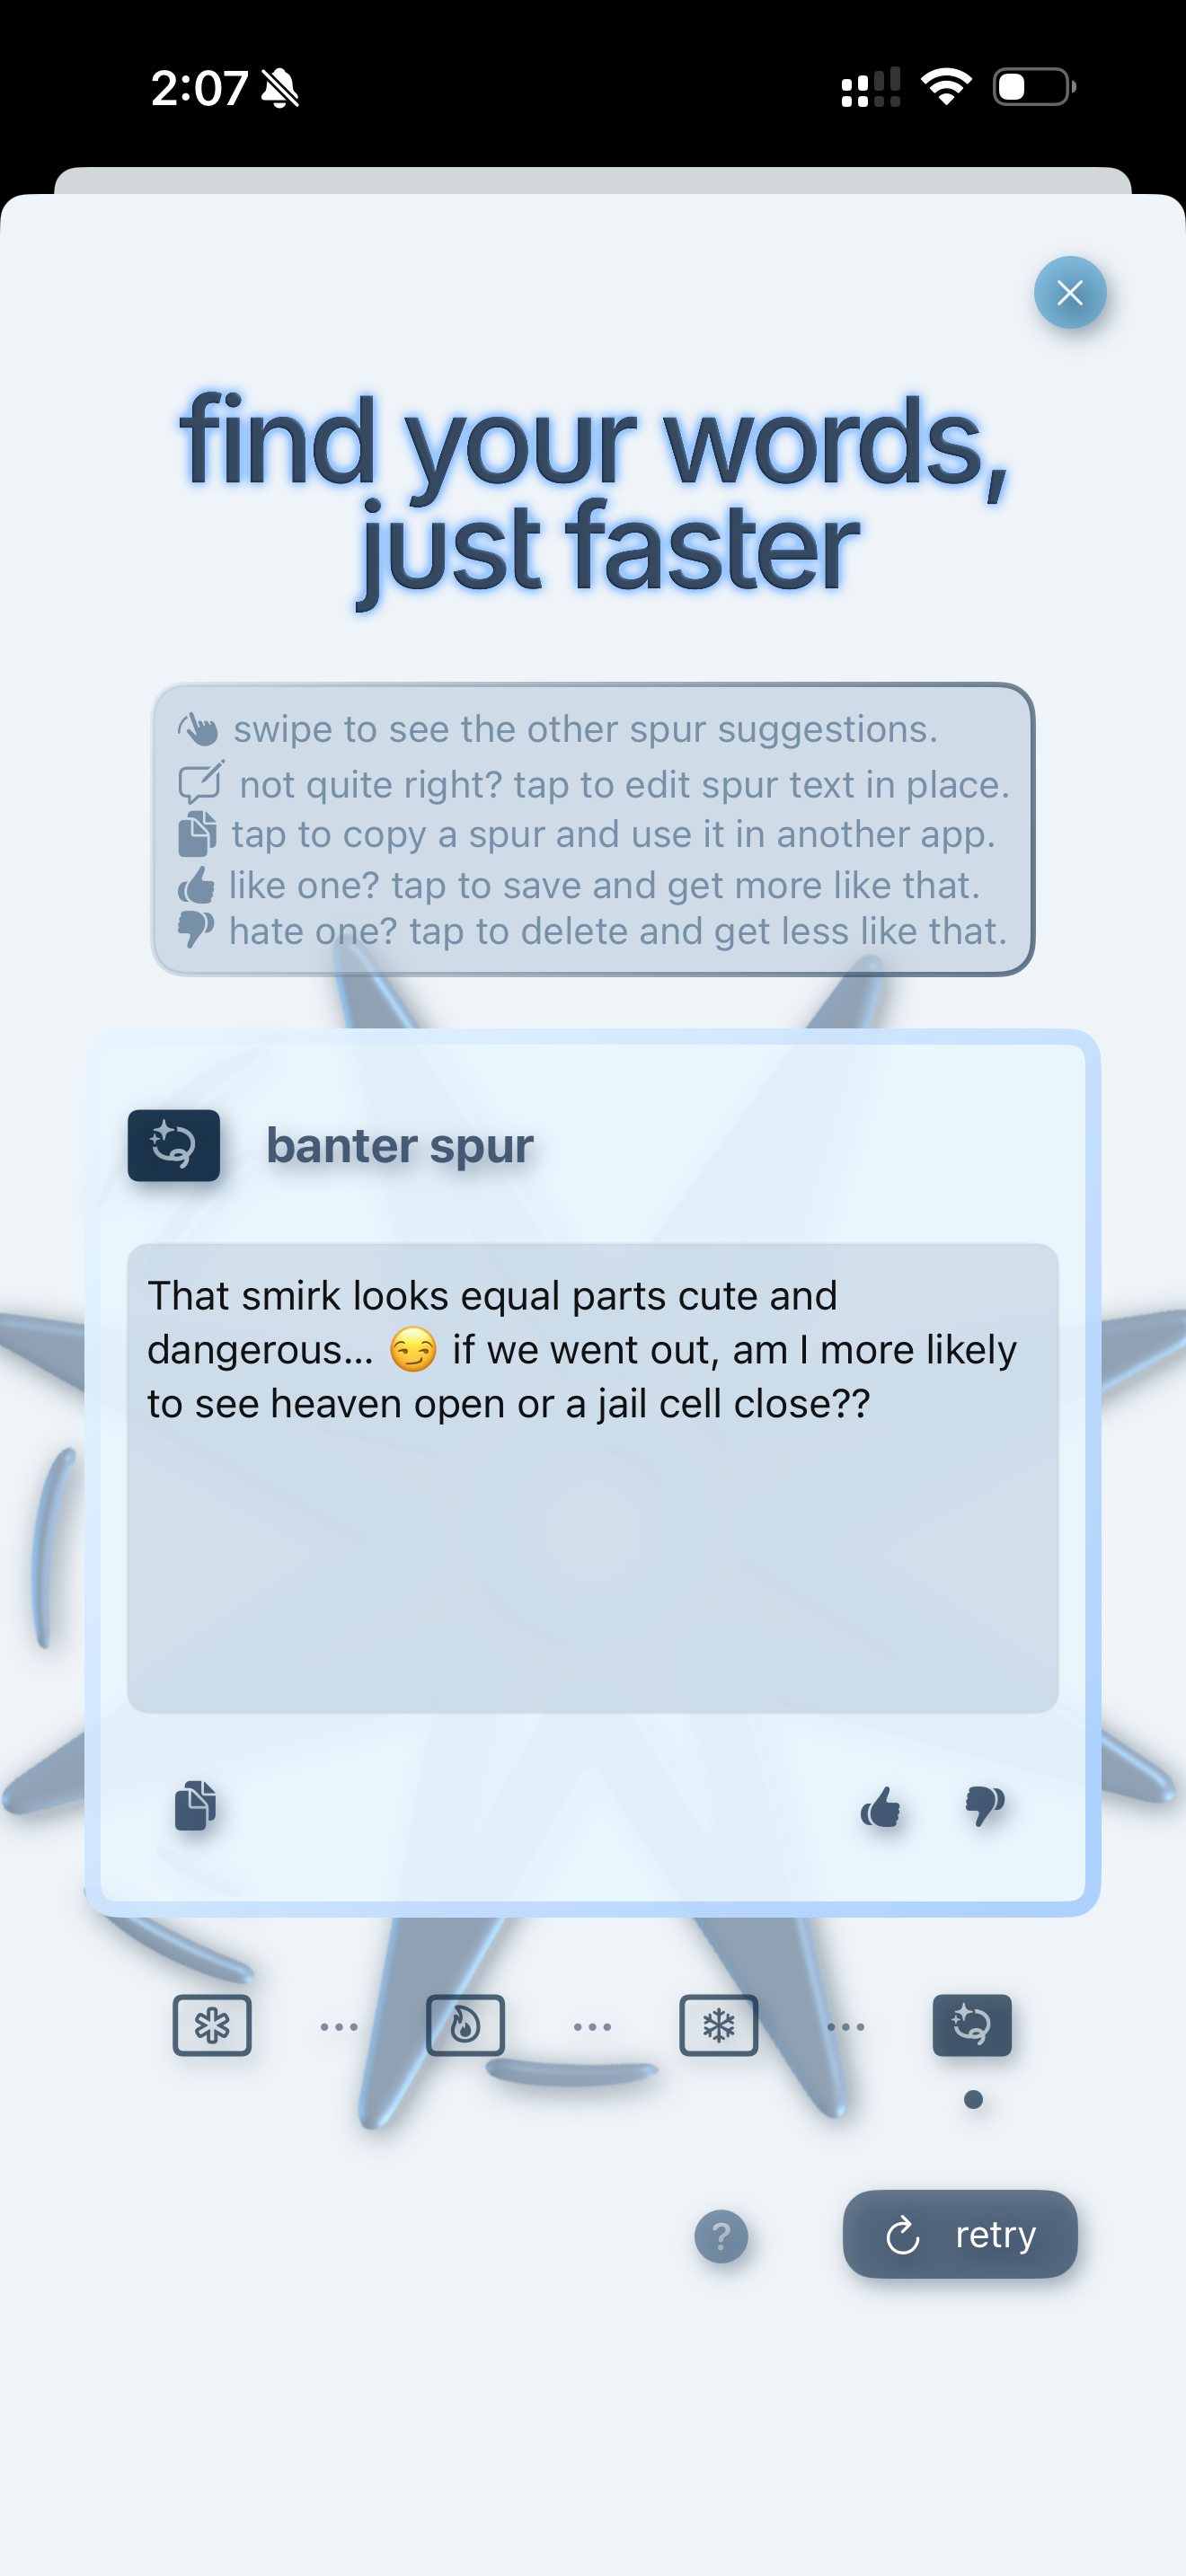 2:07
find your words,
just faster
swipe to see the other spur suggestions.
not quite right? tap to edit spur text in place.
tap to copy a spur and use it in another app.
like one? tap to save and get more like that.
hate one? tap to delete and get less like that.
banter spur
That smirk looks equal parts cute and
dangerous... 😏 if we went out, am I more likely
to see heaven open or a jail cell close??
? retry